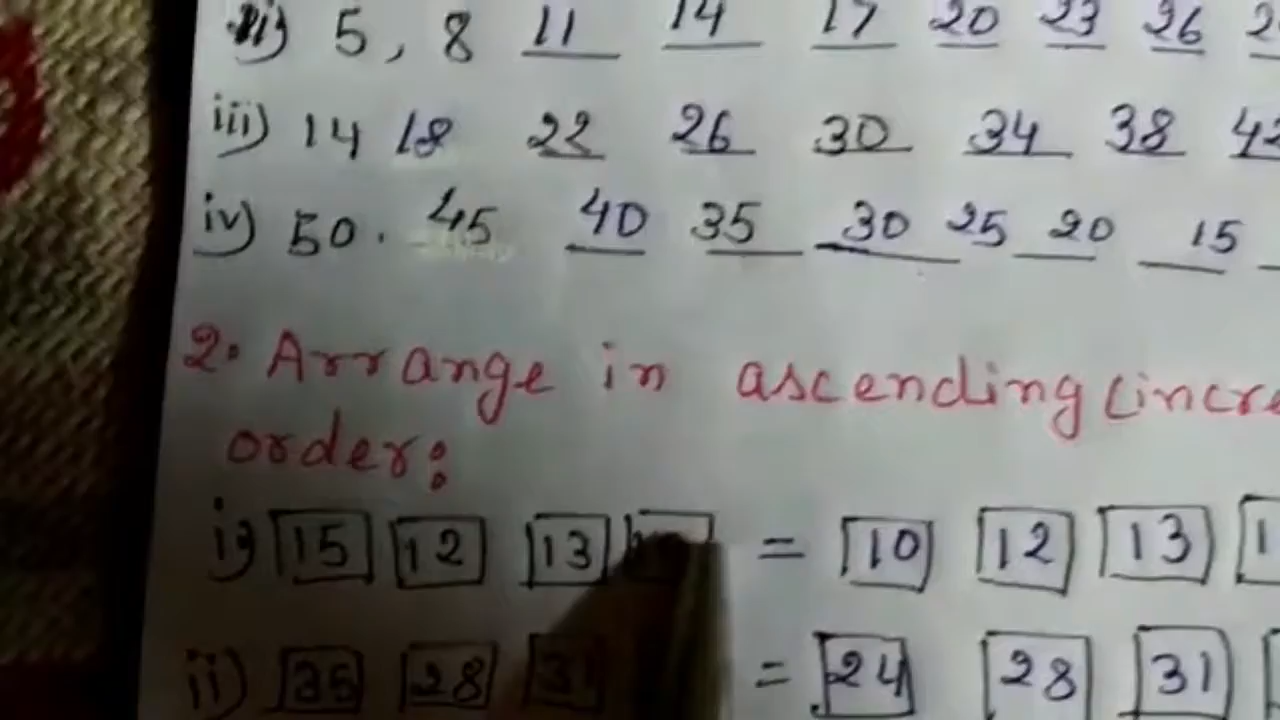 ii) 5, 8 11 14 17 20 23 26
iii) 14 18 22 26 30 34 38 42
iv) 50. 45 40 35 30 25 20 15
2. Arrange in ascending (incre
order:
i) 15 12 13 = 10 12 13
ii) 35 28 31 = 24 28 31